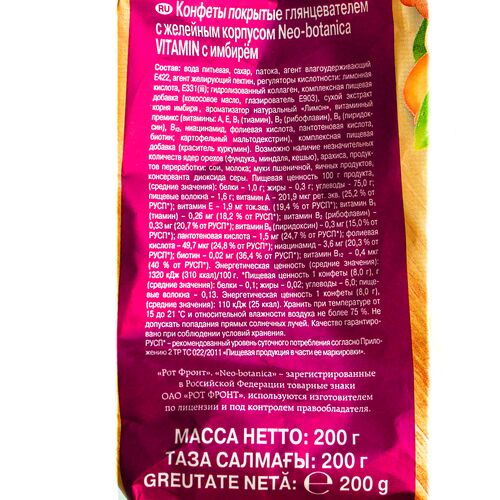 RU Конфеты покрытые глянцевателем
с желейным корпусом Neo-botanica
VITAMIN с имбирём
Состав: вода питьевая, сахар, патока, агент влагоудерживающий
Е422, агент желирующий пектин, регуляторы кислотности: лимонная
кислота, Е331(iii); гидролизованный коллаген, комплексная пищевая
добавка (кокосовое масло, глазирователь Е903), сухой экстракт
корня имбиря, ароматизатор натуральный «Лимон», витаминный
премикс (витамины: А, Е, В₁ (тиамин), В₂ (рибофлавин), В₆ (пиридок-
син), В₁₂, ниацинамид, фолиевая кислота, пантотеновая кислота,
биотин; картофельный мальтодекстрин), комплексная пищевая
добавка (краситель куркумин). Возможно наличие незначительных
количеств ядер орехов (фундука, миндаля, кешью), арахиса, продук-
тов переработки: сои, молока; муки пшеничной, яичных продуктов,
консерванта диоксида серы. Пищевая ценность 100 г продукта,
(средние значения): белки – 1,0 г; жиры – 0,3 г; углеводы – 75,0 г;
пищевые волокна – 1,6 г; витамин А – 201,9 мкг рет. экв. (25,2 % от
РУСП*); витамин Е – 1,9 мг ток.экв. (19,4 % от РУСП*); витамин В₁
(тиамин) – 0,26 мг (18,2 % от РУСП*); витамин В₂ (рибофлавин) –
0,33 мг (20,7 % от РУСП*); витамин В₆ (пиридоксин) – 0,3 мг (15,0 % от
РУСП*); пантотеновая кислота – 1,5 мг (24,7 % от РУСП*); фолиевая
кислота – 49,7 мкг (24,8 % от РУСП*); ниацинамид – 3,6 мг (20,3 %
от РУСП*); биотин – 0,02 мг (36,4 % от РУСП*); витамин В₁₂ – 0,4 мкг
(40 % от РУСП*). Энергетическая ценность (средние значения):
1320 кДж (310 ккал)/100 г. *Пищевая ценность 1 конфеты (8,0 г), г
(средние значения): белки – 0,1; жиры – 0,02; углеводы – 6,0; пище-
вые волокна – 0,13. Энергетическая ценность 1 конфеты (8,0 г),
(средние значения): 110 кДж (25 ккал). Хранить при температуре от
15 до 21 °С и относительной влажности воздуха не более 75 %. Не
допускать попадания прямых солнечных лучей. Качество гарантиро-
вано при соблюдении условий хранения.
РУСП* – рекомендованный уровень суточного потребления согласно Прило-
жению 2 ТР ТС 022/2011 «Пищевая продукция в части ее маркировки».
«Рот Фронт». «Neo-botanica» – зарегистрированные
в Российской Федерации товарные знаки
ОАО «РОТ ФРОНТ», используются изготовителем
по лицензии и под контролем правообладателя.
МАССА НЕТТО: 200 г
ТАЗА САЛМАҒЫ: 200 г
GREUTATE NETĂ: ℮ 200 g